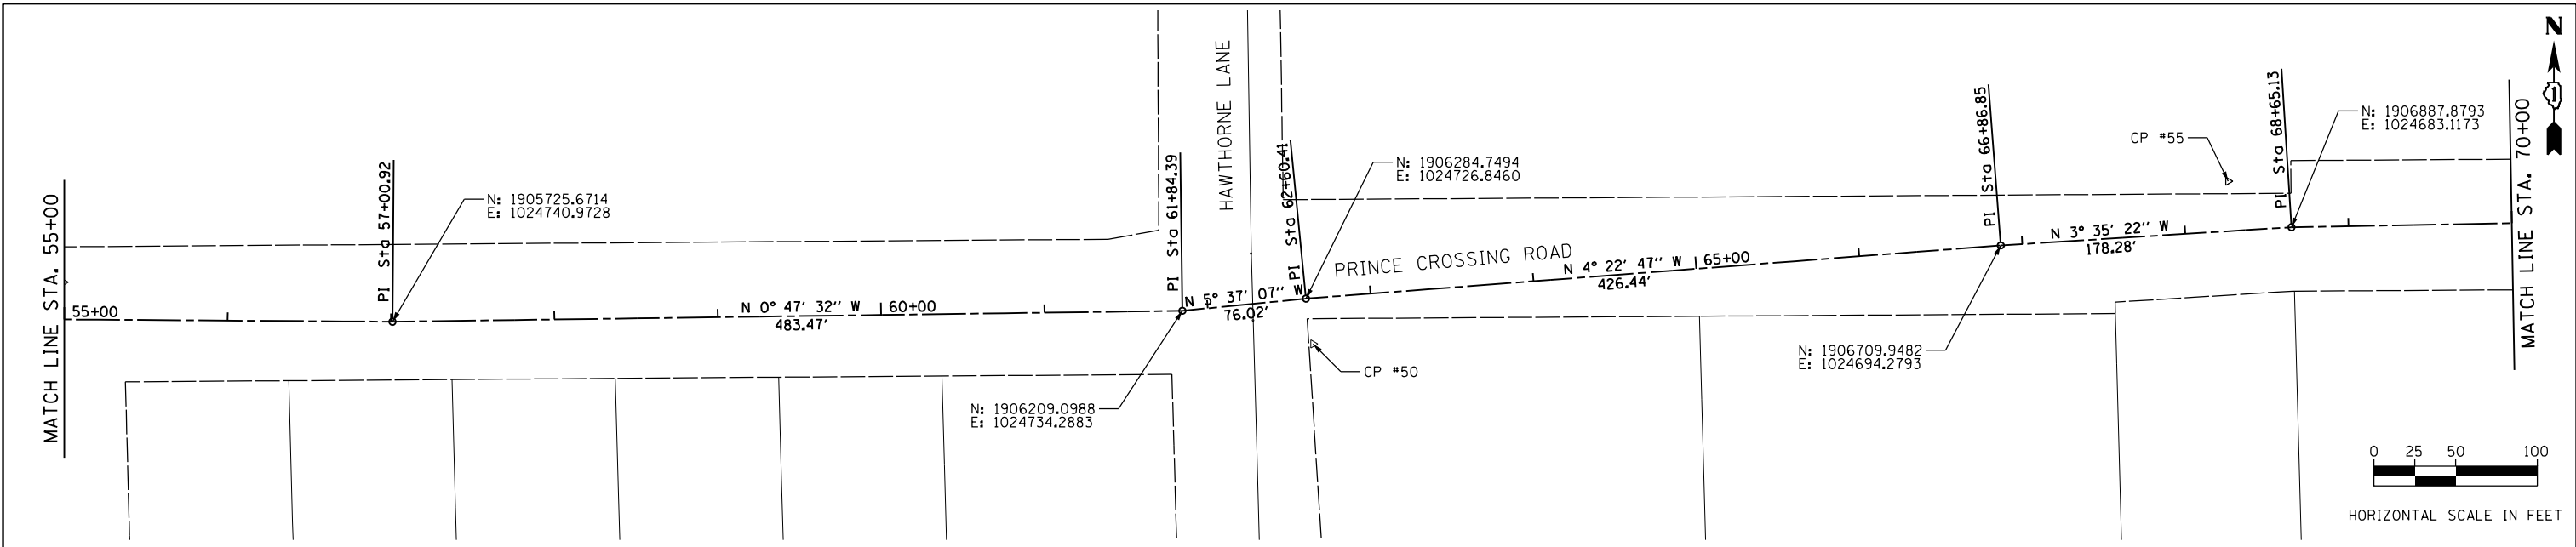 MATCH LINE STA. 55+00
55+00
PI Sta 57+00.92
N: 1905725.6714
E: 1024740.9728
N 0° 47' 32" W
483.47'
60+00
PI Sta 61+84.39
N: 1906209.0988
E: 1024734.2883
HAWTHORNE LANE
N 5° 37' 07" W
76.02'
PI Sta 62+60.41
N: 1906284.7494
E: 1024726.8460
CP #50
PRINCE CROSSING ROAD
N 4° 22' 47" W
426.44'
65+00
PI Sta 66+86.85
N: 1906709.9482
E: 1024694.2793
N 3° 35' 22" W
178.28'
CP #55
PI Sta 68+65.13
N: 1906887.8793
E: 1024683.1173
MATCH LINE STA. 70+00
N
1
0 25 50 100
HORIZONTAL SCALE IN FEET